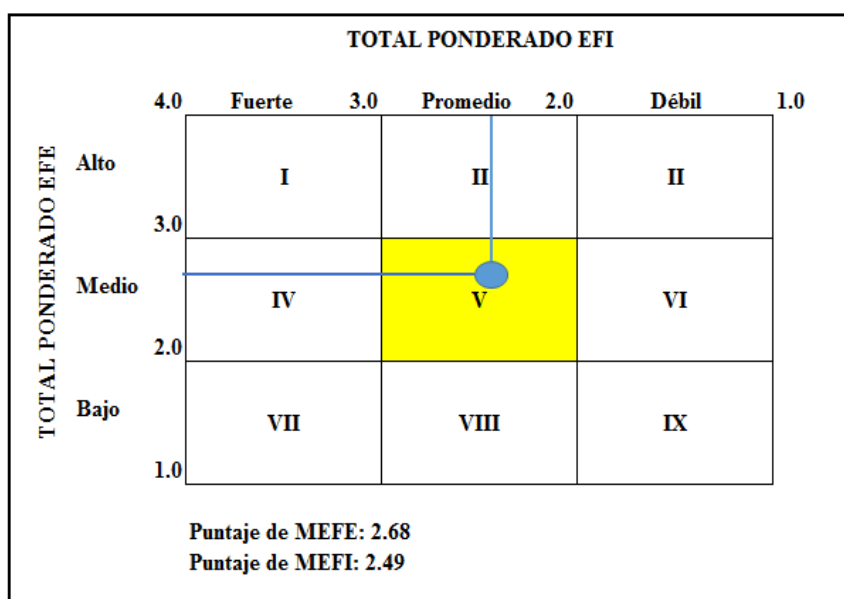 TOTAL PONDERADO EFI
4.0 Fuerte 3.0 Promedio 2.0 Débil 1.0
TOTAL PONDERADO EFE
Alto
I II II
3.0
Medio
IV V VI
2.0
Bajo
VII VIII IX
1.0
Puntaje de MEFE: 2.68
Puntaje de MEFI: 2.49